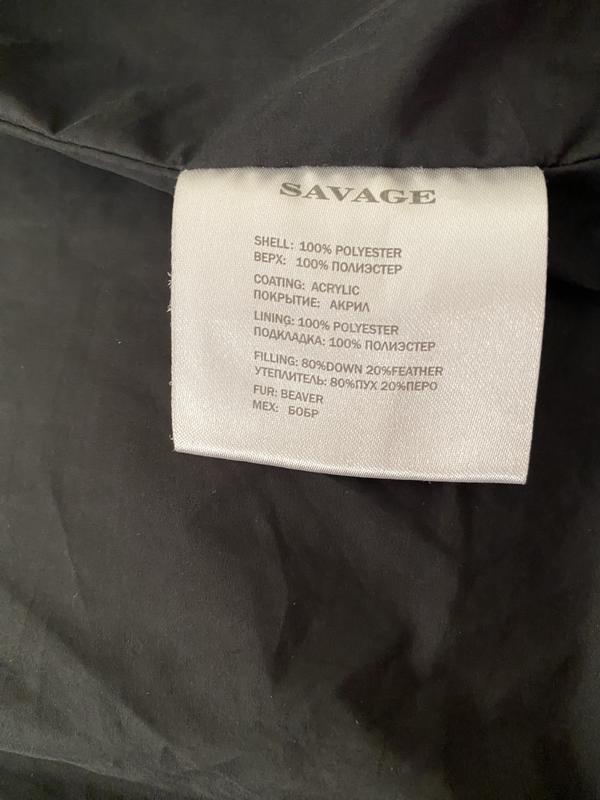 SAVAGE
SHELL: 100% POLYESTER
ВЕРХ: 100% ПОЛИЭСТЕР
COATING: ACRYLIC
ПОКРЫТИЕ: АКРИЛ
LINING: 100% POLYESTER
ПОДКЛАДКА: 100% ПОЛИЭСТЕР
FILLING: 80%DOWN 20%FEATHER
УТЕПЛИТЕЛЬ: 80%ПУХ 20%ПЕРО
FUR: BEAVER
МЕХ: БОБР